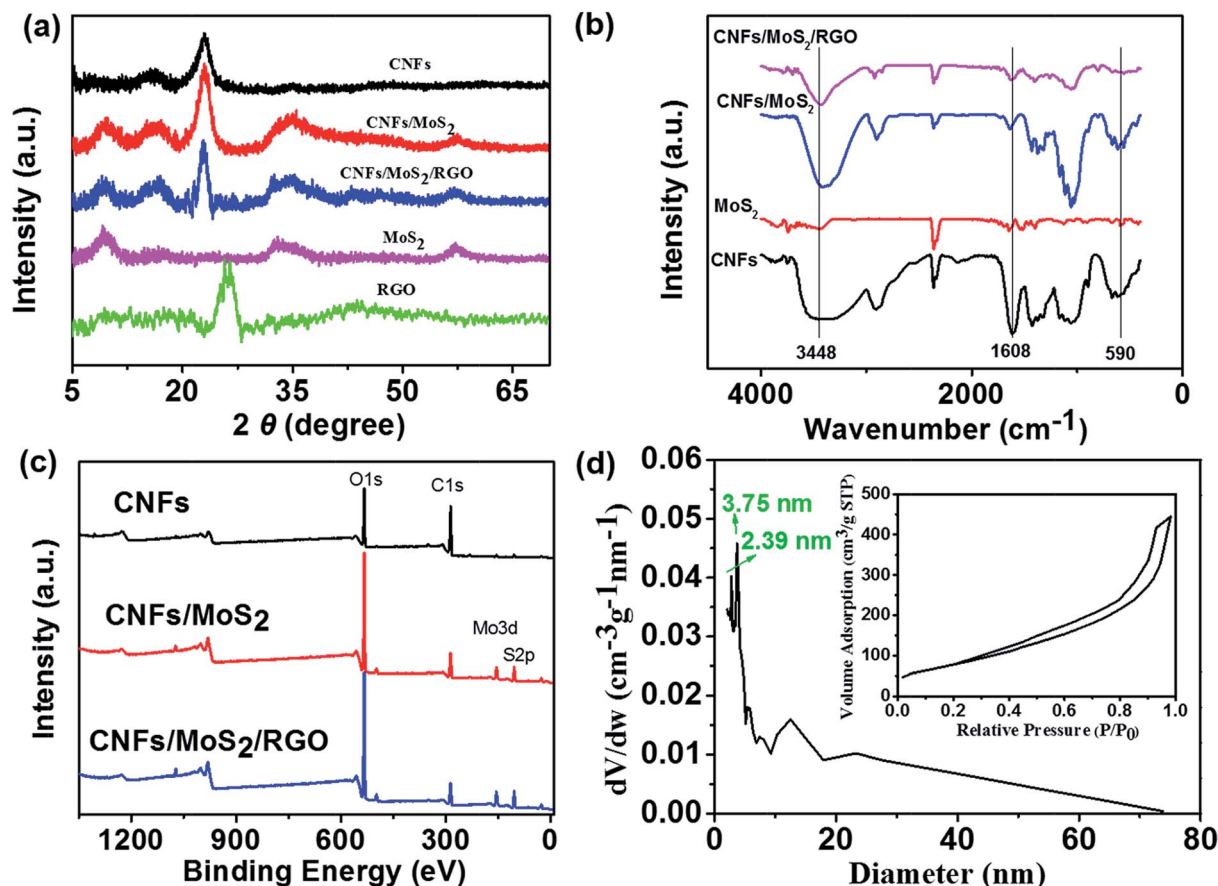 (a)
CNFs
CNFs/MoS2
CNFs/MoS2/RGO
MoS2
RGO
Intensity (a.u.)
5 20 35 50 65
2 θ (degree)
(b)
CNFs/MoS2/RGO
CNFs/MoS2
MoS2
CNFs
3448 1608 590
Intensity (a.u.)
4000 2000 0
Wavenumber (cm-1)
(c)
O1s
C1s
CNFs
CNFs/MoS2
Mo3d
S2p
CNFs/MoS2/RGO
Intensity (a.u.)
1200 900 600 300 0
Binding Energy (eV)
(d)
0.06
0.05
0.04
0.03
0.02
0.01
0.00
dV/dw (cm-3g-1nm-1)
3.75 nm
2.39 nm
500
400
300
200
100
0
Volume Adsorption (cm3/g STP)
0.0 0.2 0.4 0.6 0.8 1.0
Relative Pressure (P/P0)
0 20 40 60 80
Diameter (nm)